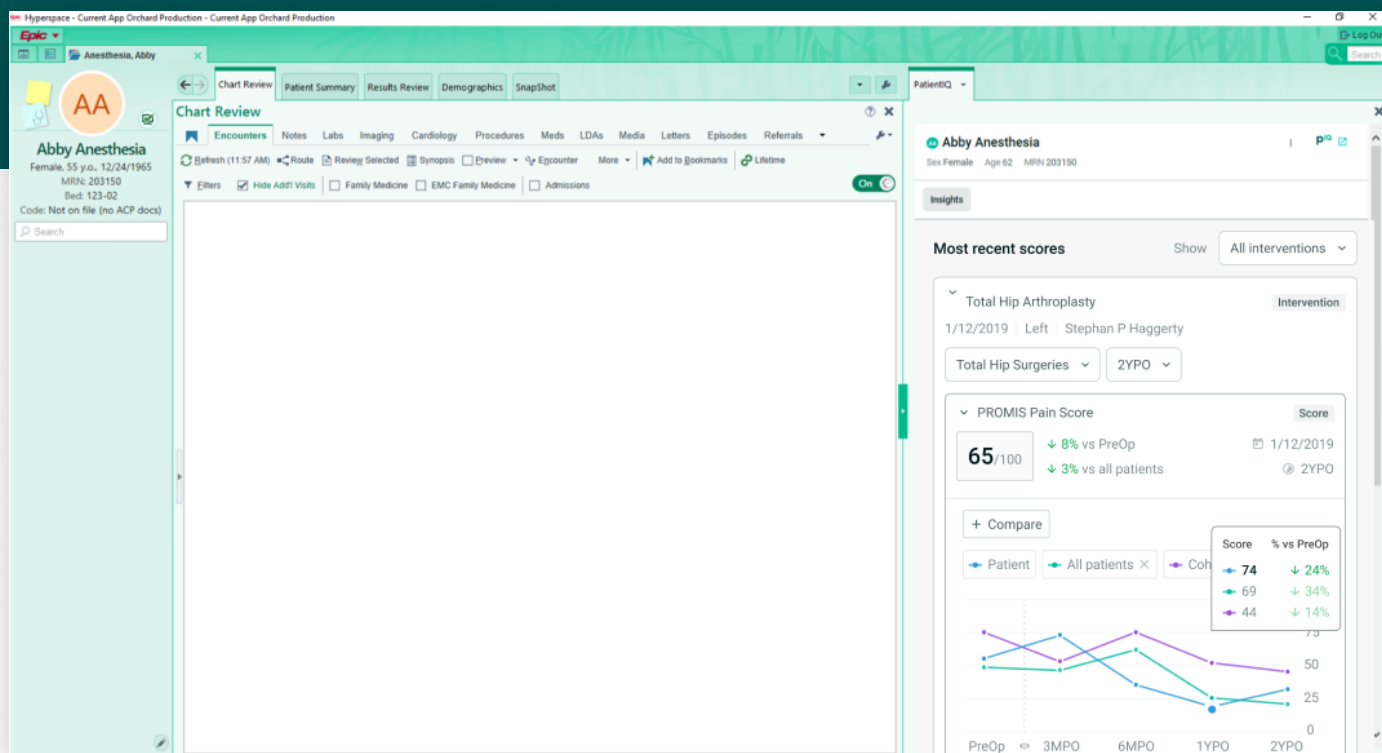 Hyperspace - Current App Orchard Production - Current App Orchard Production
Epic
Log Out
Anesthesia, Abby
Search
AA
Abby Anesthesia
Female, 55 y.o., 12/24/1965
MRN: 203150
Bed: 123-02
Code: Not on file (no ACP docs)
Search
Chart Review Patient Summary Results Review Demographics SnapShot
Chart Review
Encounters Notes Labs Imaging Cardiology Procedures Meds LDAs Media Letters Episodes Referrals
Refresh (11:57 AM) Route Review Selected Synopsis Preview Encounter More Add to Bookmarks Lifetime
Filters Hide Add'l Visits Family Medicine EMC Family Medicine Admissions
On
PatientIQ
AA Abby Anesthesia
PIQ
Sex Female Age 62 MRN 203150
Insights
Most recent scores Show All interventions
Total Hip Arthroplasty Intervention
1/12/2019 Left Stephan P Haggerty
Total Hip Surgeries 2YPO
PROMIS Pain Score Score
65/100
8% vs PreOp 1/12/2019
3% vs all patients 2YPO
+ Compare
Patient All patients Coh
Score % vs PreOp
74 24%
69 34%
44 14%
75
50
25
0
PreOp 3MPO 6MPO 1YPO 2YPO